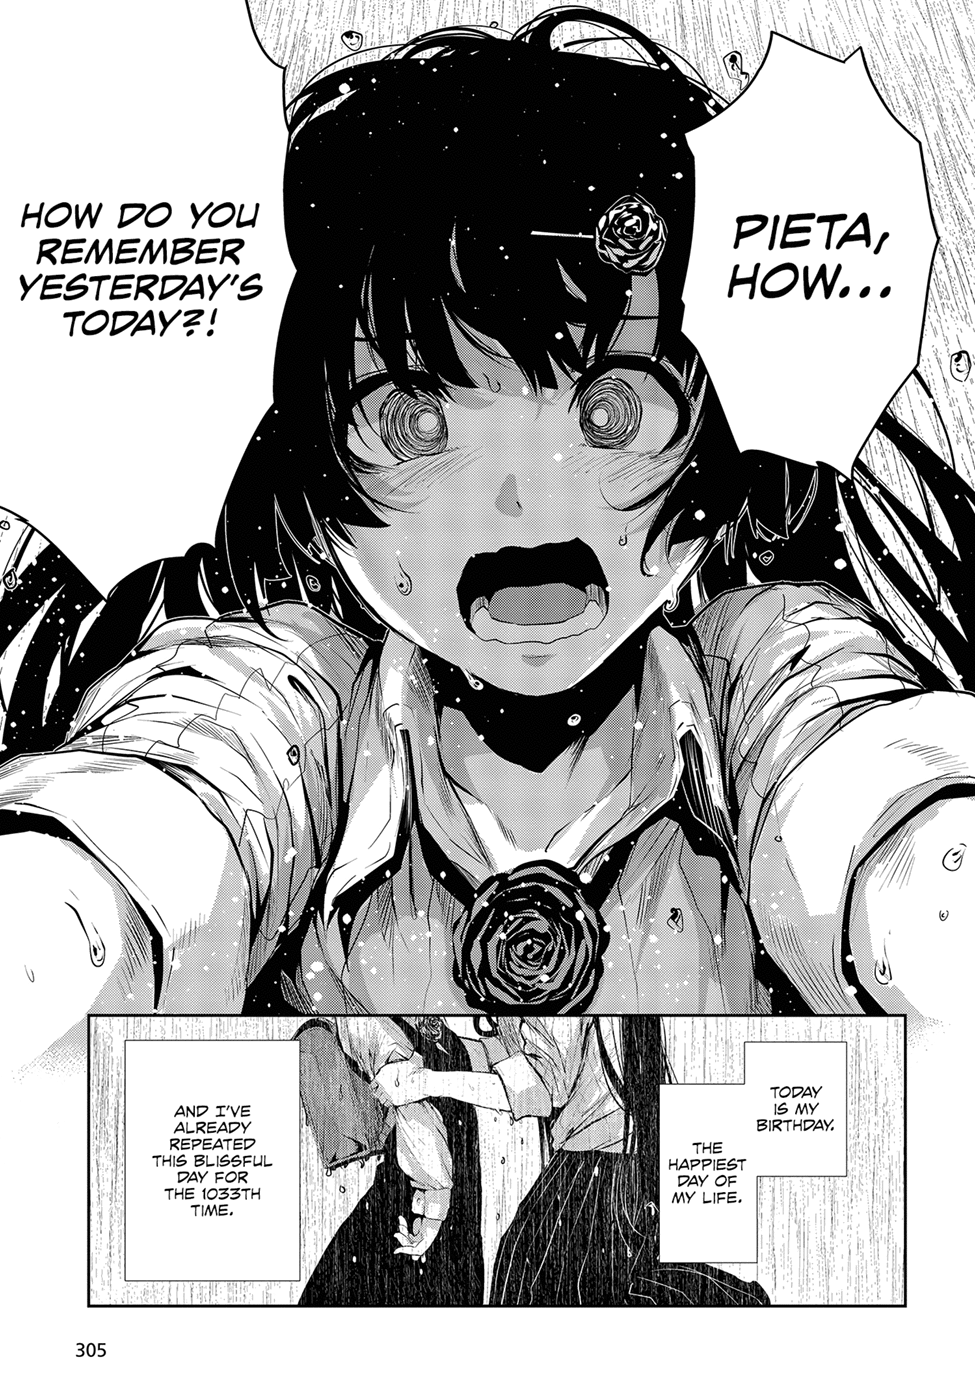 PIETA,
HOW...
HOW DO YOU
REMEMBER
YESTERDAY'S
TODAY?!
TODAY
IS MY
BIRTHDAY.
THE
HAPPIEST
DAY OF
MY LIFE.
AND I'VE
ALREADY
REPEATED
THIS BLISSFUL
DAY FOR
THE 1033TH
TIME.
305